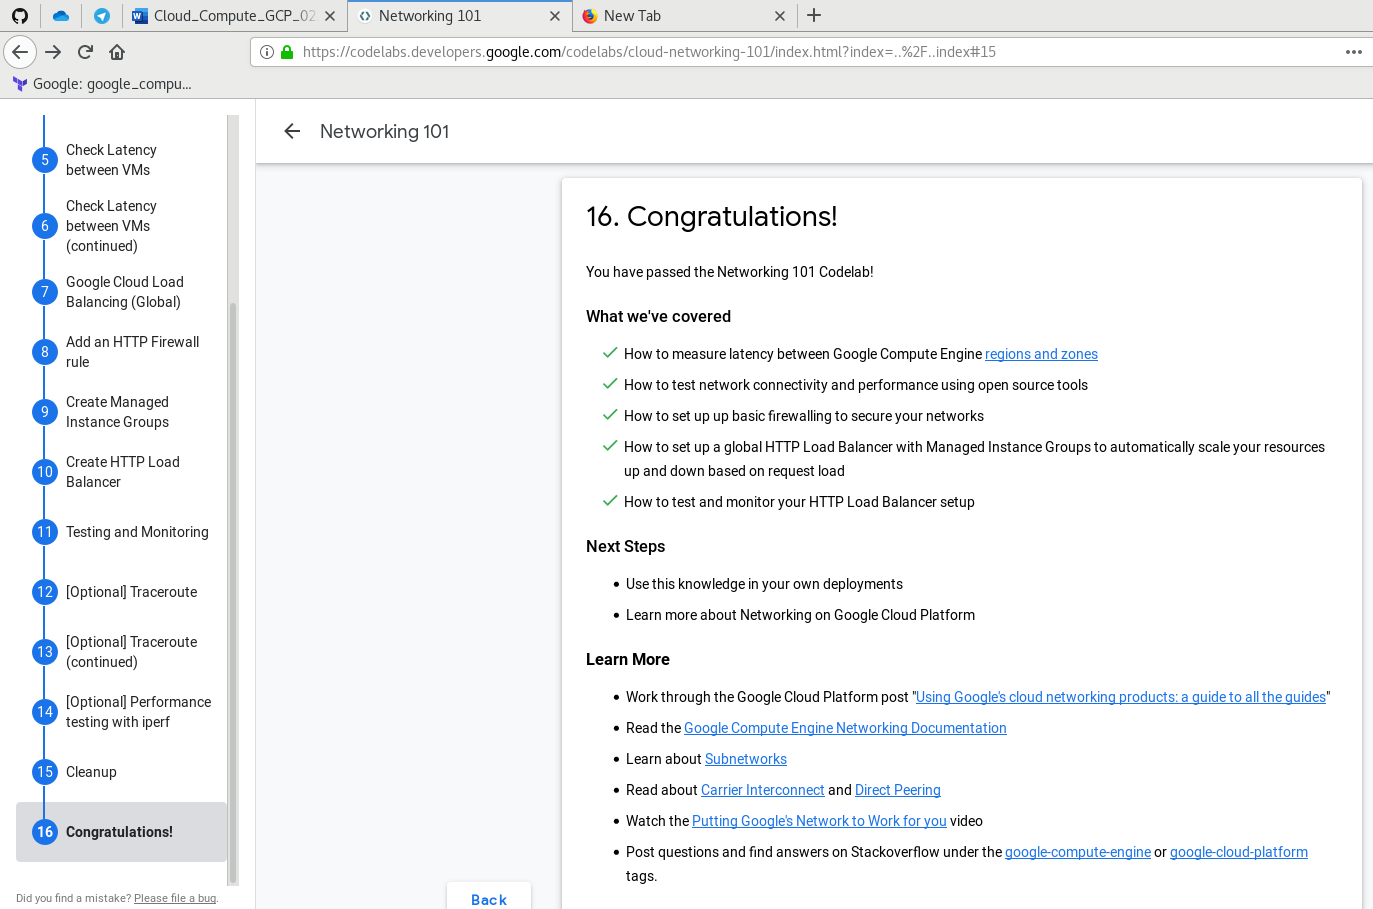 Cloud_Compute_GCP_02
Networking 101
New Tab
https://codelabs.developers.google.com/codelabs/cloud-networking-101/index.html?index=..%2F..index#15
Google: google_compu...
5 Check Latency
between VMs
6 Check Latency
between VMs
(continued)
7 Google Cloud Load
Balancing (Global)
8 Add an HTTP Firewall
rule
9 Create Managed
Instance Groups
10 Create HTTP Load
Balancer
11 Testing and Monitoring
12 [Optional] Traceroute
13 [Optional] Traceroute
(continued)
14 [Optional] Performance
testing with iperf
15 Cleanup
16 Congratulations!
Did you find a mistake? Please file a bug.
Networking 101
16. Congratulations!
You have passed the Networking 101 Codelab!
What we've covered
How to measure latency between Google Compute Engine regions and zones
How to test network connectivity and performance using open source tools
How to set up up basic firewalling to secure your networks
How to set up a global HTTP Load Balancer with Managed Instance Groups to automatically scale your resources
up and down based on request load
How to test and monitor your HTTP Load Balancer setup
Next Steps
• Use this knowledge in your own deployments
• Learn more about Networking on Google Cloud Platform
Learn More
• Work through the Google Cloud Platform post "Using Google's cloud networking products: a guide to all the guides"
• Read the Google Compute Engine Networking Documentation
• Learn about Subnetworks
• Read about Carrier Interconnect and Direct Peering
• Watch the Putting Google's Network to Work for you video
• Post questions and find answers on Stackoverflow under the google-compute-engine or google-cloud-platform
tags.
Back